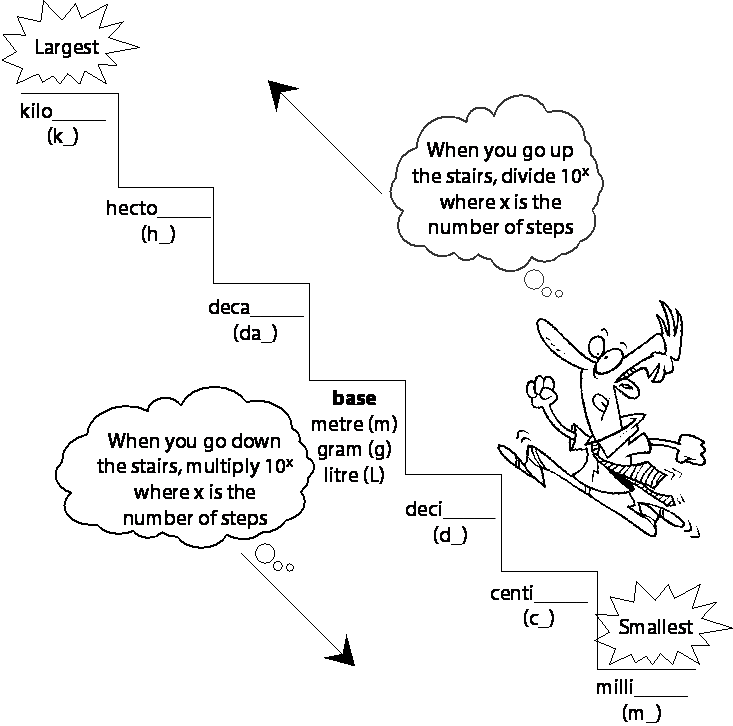 Largest
kilo_____
(k_)
When you go up
the stairs, divide 10ˣ
where x is the
number of steps
hecto_____
(h_)
deca_____
(da_)
base
metre (m)
gram (g)
litre (L)
When you go down
the stairs, multiply 10ˣ
where x is the
number of steps
deci_____
(d_)
centi_____
(c_)
Smallest
milli_____
(m_)